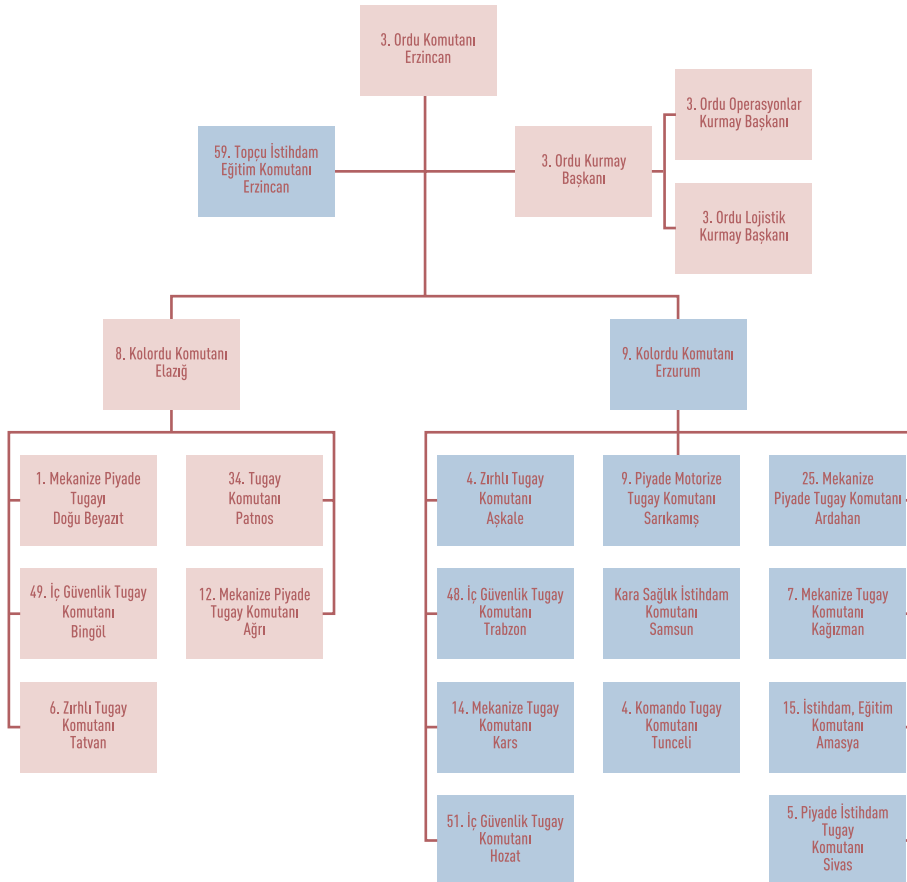 3. Ordu Komutanı
Erzincan
59. Topçu İstihdam
Eğitim Komutanı
Erzincan
3. Ordu Kurmay
Başkanı
3. Ordu Operasyonlar
Kurmay Başkanı
3. Ordu Lojistik
Kurmay Başkanı
8. Kolordu Komutanı
Elazığ
9. Kolordu Komutanı
Erzurum
1. Mekanize Piyade
Tugayı
Doğu Beyazıt
34. Tugay
Komutanı
Patnos
49. İç Güvenlik Tugay
Komutanı
Bingöl
12. Mekanize Piyade
Tugay Komutanı
Ağrı
6. Zırhlı Tugay
Komutanı
Tatvan
4. Zırhlı Tugay
Komutanı
Aşkale
9. Piyade Motorize
Tugay Komutanı
Sarıkamış
25. Mekanize
Piyade Tugay Komutanı
Ardahan
48. İç Güvenlik Tugay
Komutanı
Trabzon
Kara Sağlık İstihdam
Komutanı
Samsun
7. Mekanize Tugay
Komutanı
Kağızman
14. Mekanize Tugay
Komutanı
Kars
4. Komando Tugay
Komutanı
Tunceli
15. İstihdam, Eğitim
Komutanı
Amasya
51. İç Güvenlik Tugay
Komutanı
Hozat
5. Piyade İstihdam
Tugay
Komutanı
Sivas